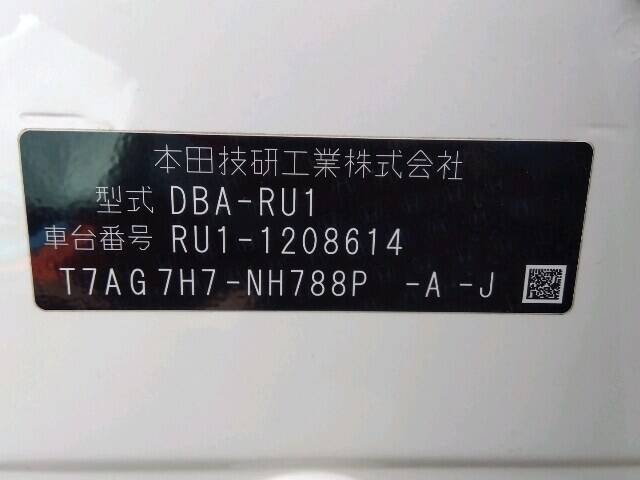 本田技研工業株式会社
型式 DBA-RU1
車台番号 RU1-1208614
T7AG7H7-NH788P -A -J